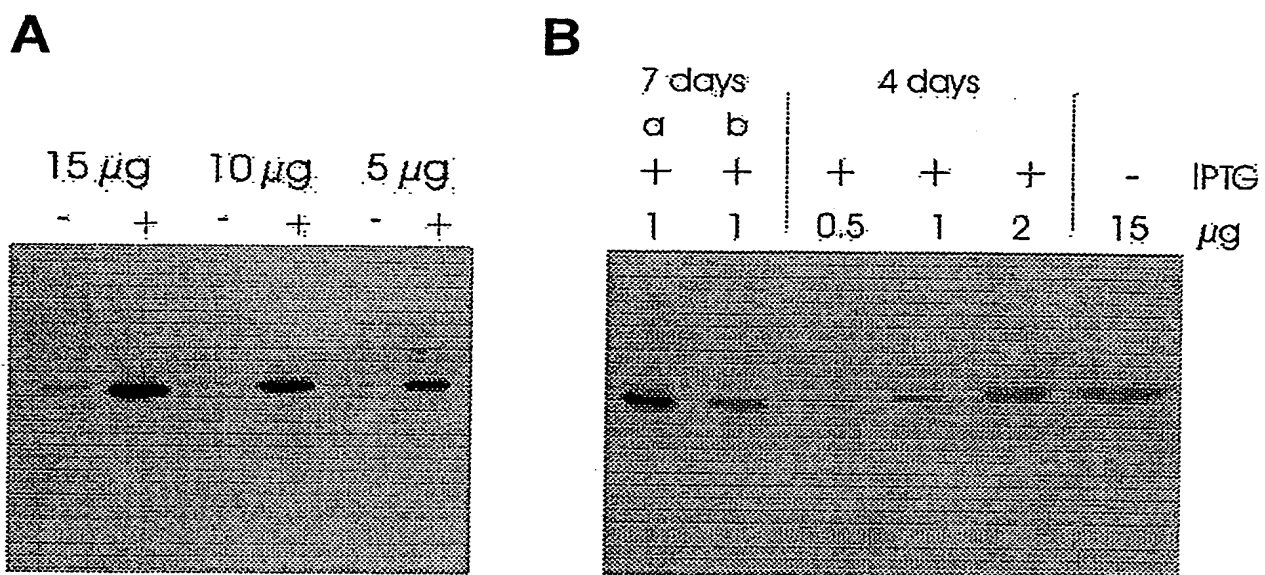 A
15 µg 10 µg 5 µg
- + - + - +
B
7 days 4 days
a b
+ + + + + - IPTG
1 1 0.5 1 2 15 µg